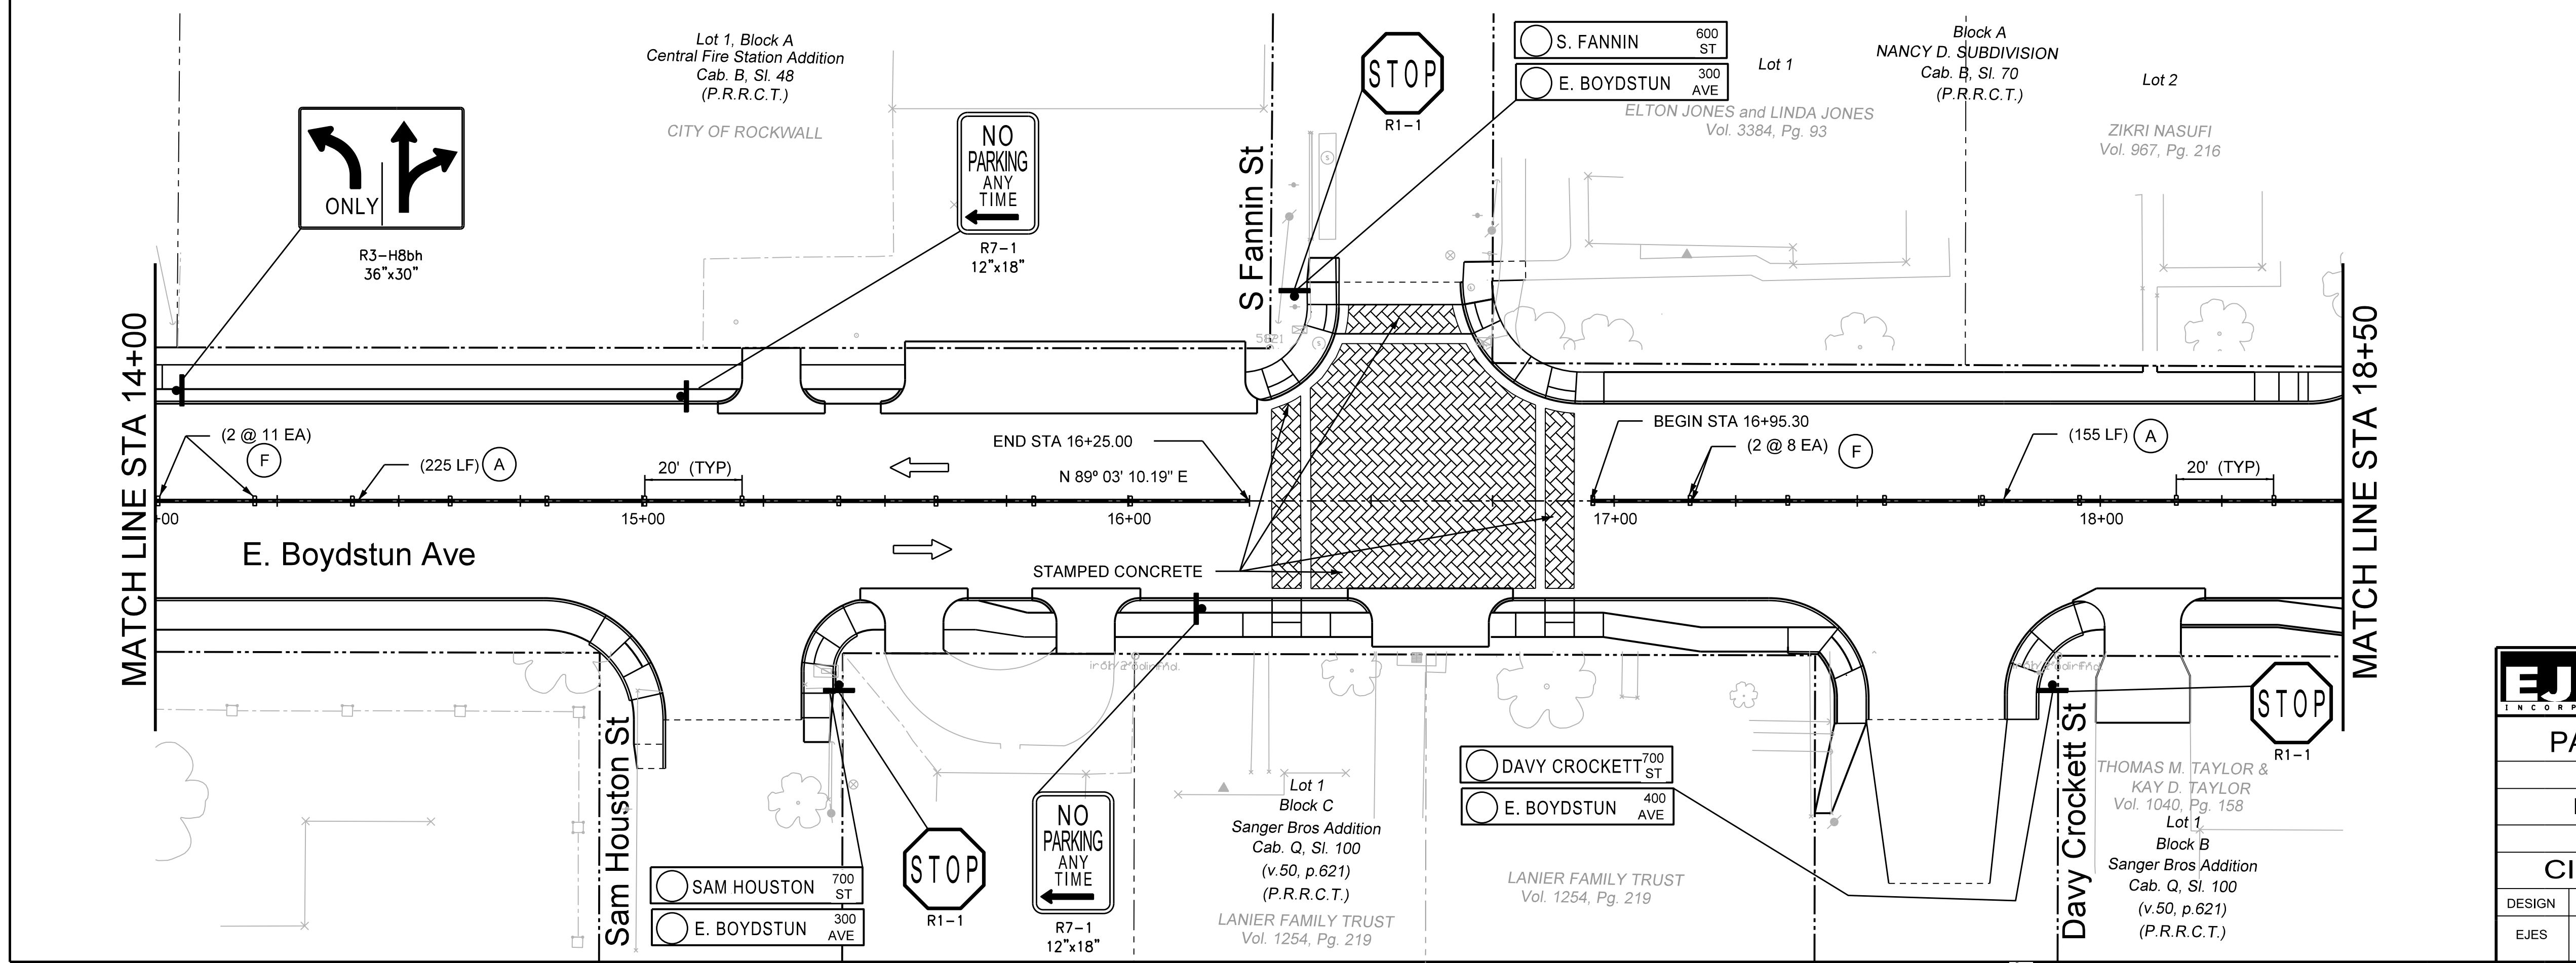 Lot 1, Block A
Central Fire Station Addition
Cab. B, Sl. 48
(P.R.R.C.T.)
CITY OF ROCKWALL
ONLY
R3-H8bh
36"x30"
NO
PARKING
ANY
TIME
R7-1
12"x18"
S Fannin St
STOP
R1-1
S. FANNIN 600 ST
E. BOYDSTUN 300 AVE
Lot 1
ELTON JONES and LINDA JONES
Vol. 3384, Pg. 93
Block A
NANCY D. SUBDIVISION
Cab. B, Sl. 70
(P.R.R.C.T.)
Lot 2
ZIKRI NASUFI
Vol. 967, Pg. 216
MATCH LINE STA 14+00
(2 @ 11 EA)
F
(225 LF) A
20' (TYP)
END STA 16+25.00
N 89° 03' 10.19" E
BEGIN STA 16+95.30
(2 @ 8 EA) F
(155 LF) A
20' (TYP)
MATCH LINE STA 18+50
+00
15+00
16+00
17+00
18+00
E. Boydstun Ave
STAMPED CONCRETE
Sam Houston St
SAM HOUSTON 700 ST
E. BOYDSTUN 300 AVE
STOP
R1-1
NO
PARKING
ANY
TIME
R7-1
12"x18"
Lot 1
Block C
Sanger Bros Addition
Cab. Q, Sl. 100
(v.50, p.621)
(P.R.R.C.T.)
LANIER FAMILY TRUST
Vol. 1254, Pg. 219
DAVY CROCKETT 700 ST
E. BOYDSTUN 400 AVE
LANIER FAMILY TRUST
Vol. 1254, Pg. 219
Davy Crockett St
STOP
R1-1
THOMAS M. TAYLOR &
KAY D. TAYLOR
Vol. 1040, Pg. 158
Lot 1
Block B
Sanger Bros Addition
Cab. Q, Sl. 100
(v.50, p.621)
(P.R.R.C.T.)
EJ
INCORP
PA
CI
DESIGN
EJES